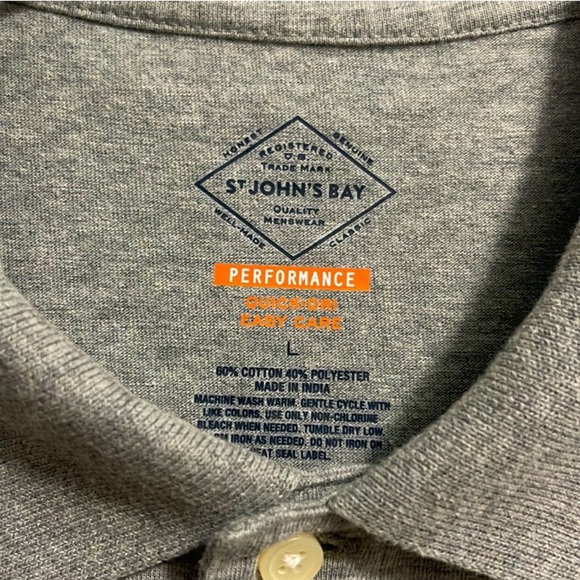 HONEST GENUINE
REGISTERED
U.S.
TRADE MARK
ST JOHN'S BAY
QUALITY
MENSWEAR
WELL-MADE CLASSIC
PERFORMANCE
QUICK-DRI
EASY CARE
L
60% COTTON 40% POLYESTER
MADE IN INDIA
MACHINE WASH WARM, GENTLE CYCLE WITH
LIKE COLORS. USE ONLY NON-CHLORINE
BLEACH WHEN NEEDED. TUMBLE DRY LOW.
IRON AS NEEDED. DO NOT IRON ON
SEAL LABEL.